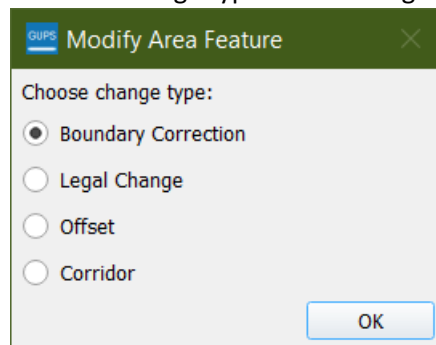 GUPS Modify Area Feature
Choose change type:
Boundary Correction
Legal Change
Offset
Corridor
OK